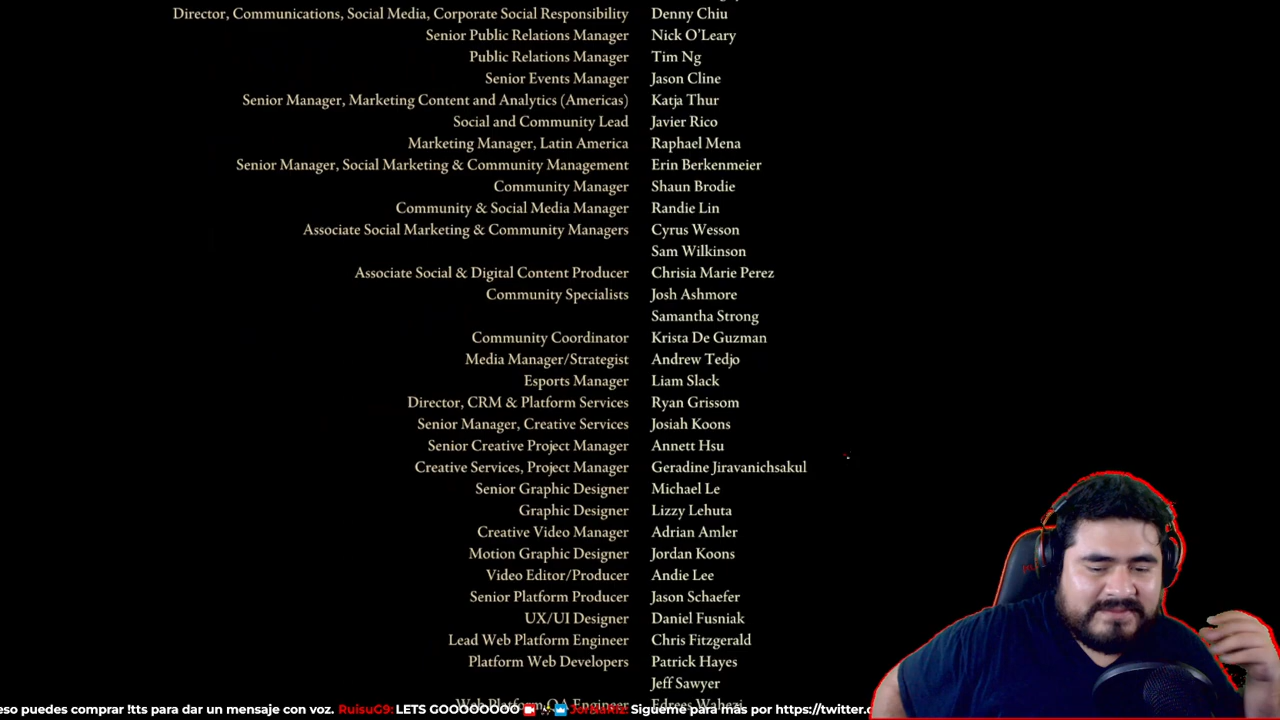 Director, Communications, Social Media, Corporate Social Responsibility Denny Chiu
Senior Public Relations Manager Nick O'Leary
Public Relations Manager Tim Ng
Senior Events Manager Jason Cline
Senior Manager, Marketing Content and Analytics (Americas) Katja Thur
Social and Community Lead Javier Rico
Marketing Manager, Latin America Raphael Mena
Senior Manager, Social Marketing & Community Management Erin Berkenmeier
Community Manager Shaun Brodie
Community & Social Media Manager Randie Lin
Associate Social Marketing & Community Managers Cyrus Wesson
Sam Wilkinson
Associate Social & Digital Content Producer Chrisia Marie Perez
Community Specialists Josh Ashmore
Samantha Strong
Community Coordinator Krista De Guzman
Media Manager/Strategist Andrew Tedjo
Esports Manager Liam Slack
Director, CRM & Platform Services Ryan Grissom
Senior Manager, Creative Services Josiah Koons
Senior Creative Project Manager Annett Hsu
Creative Services, Project Manager Geradine Jiravanichsakul
Senior Graphic Designer Michael Le
Graphic Designer Lizzy Lehuta
Creative Video Manager Adrian Amler
Motion Graphic Designer Jordan Koons
Video Editor/Producer Andie Lee
Senior Platform Producer Jason Schaefer
UX/UI Designer Daniel Fusniak
Lead Web Platform Engineer Chris Fitzgerald
Platform Web Developers Patrick Hayes
Jeff Sawyer
Web Platform QA Engineer Edrees Wahezi
eso puedes comprar !tts para dar un mensaje con voz. RuisuG9: LETS GOOOOOOOO Sigueme para más por https://twitter.c